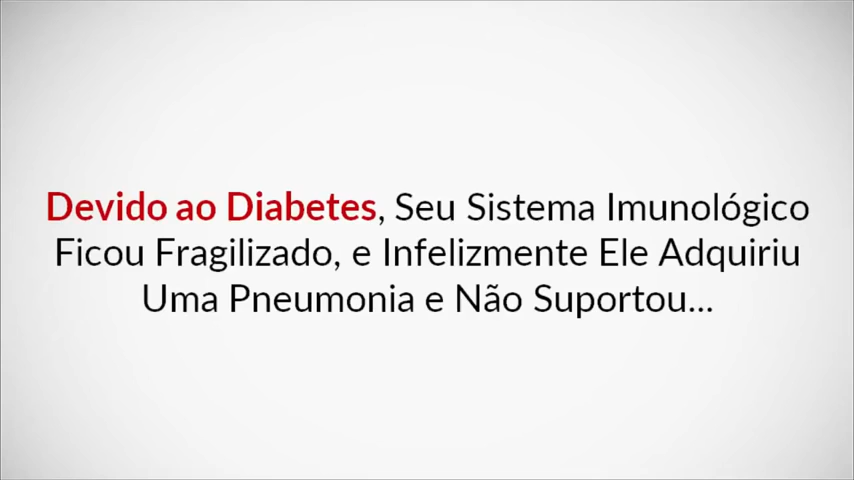 Devido ao Diabetes, Seu Sistema Imunológico
Ficou Fragilizado, e Infelizmente Ele Adquiriu
Uma Pneumonia e Não Suportou...